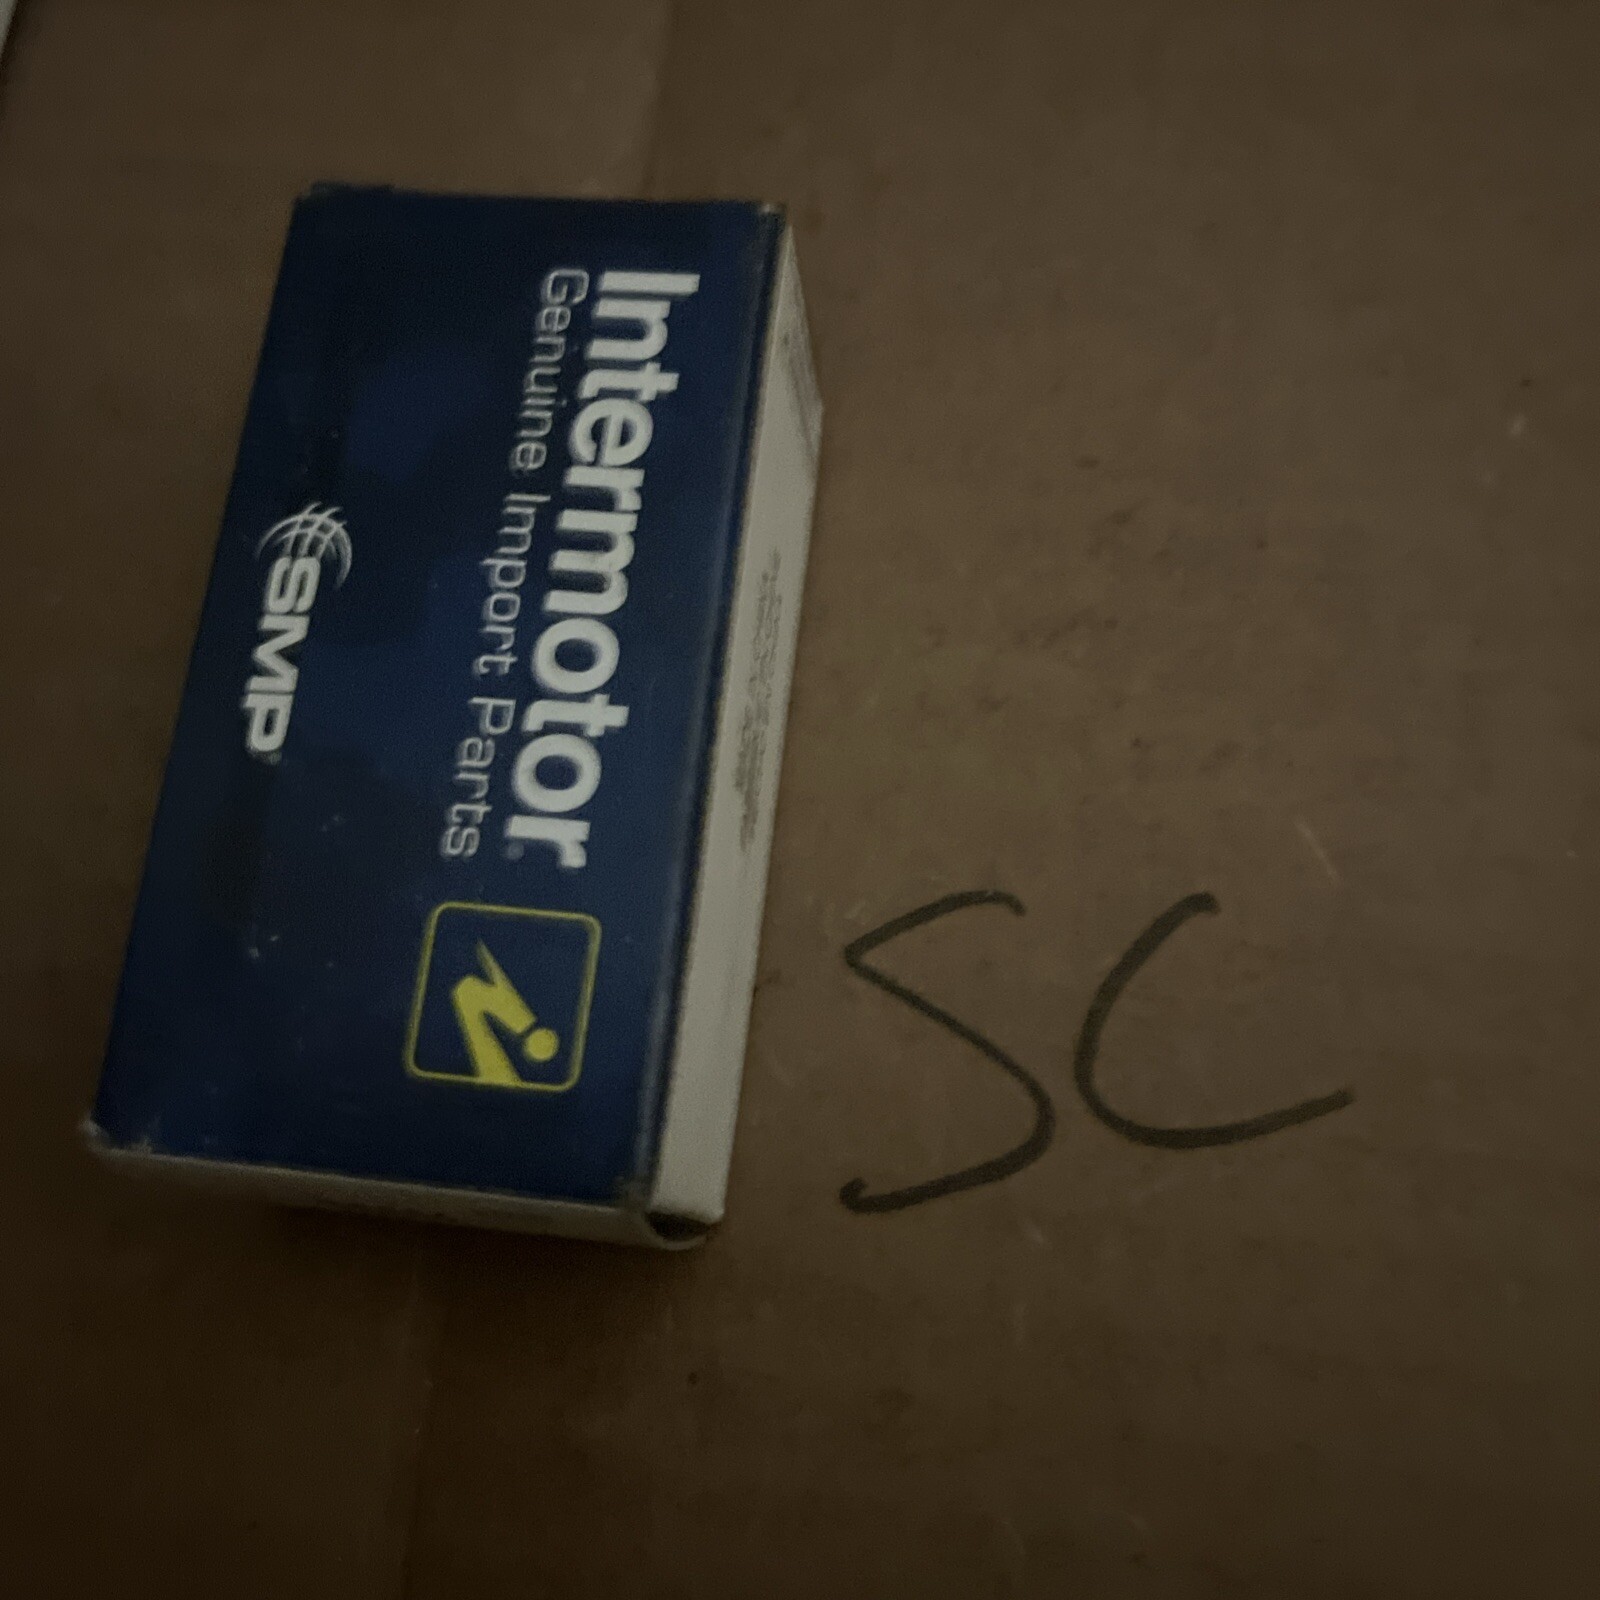 Intermotor®
Genuine Import Parts
SMP
SC